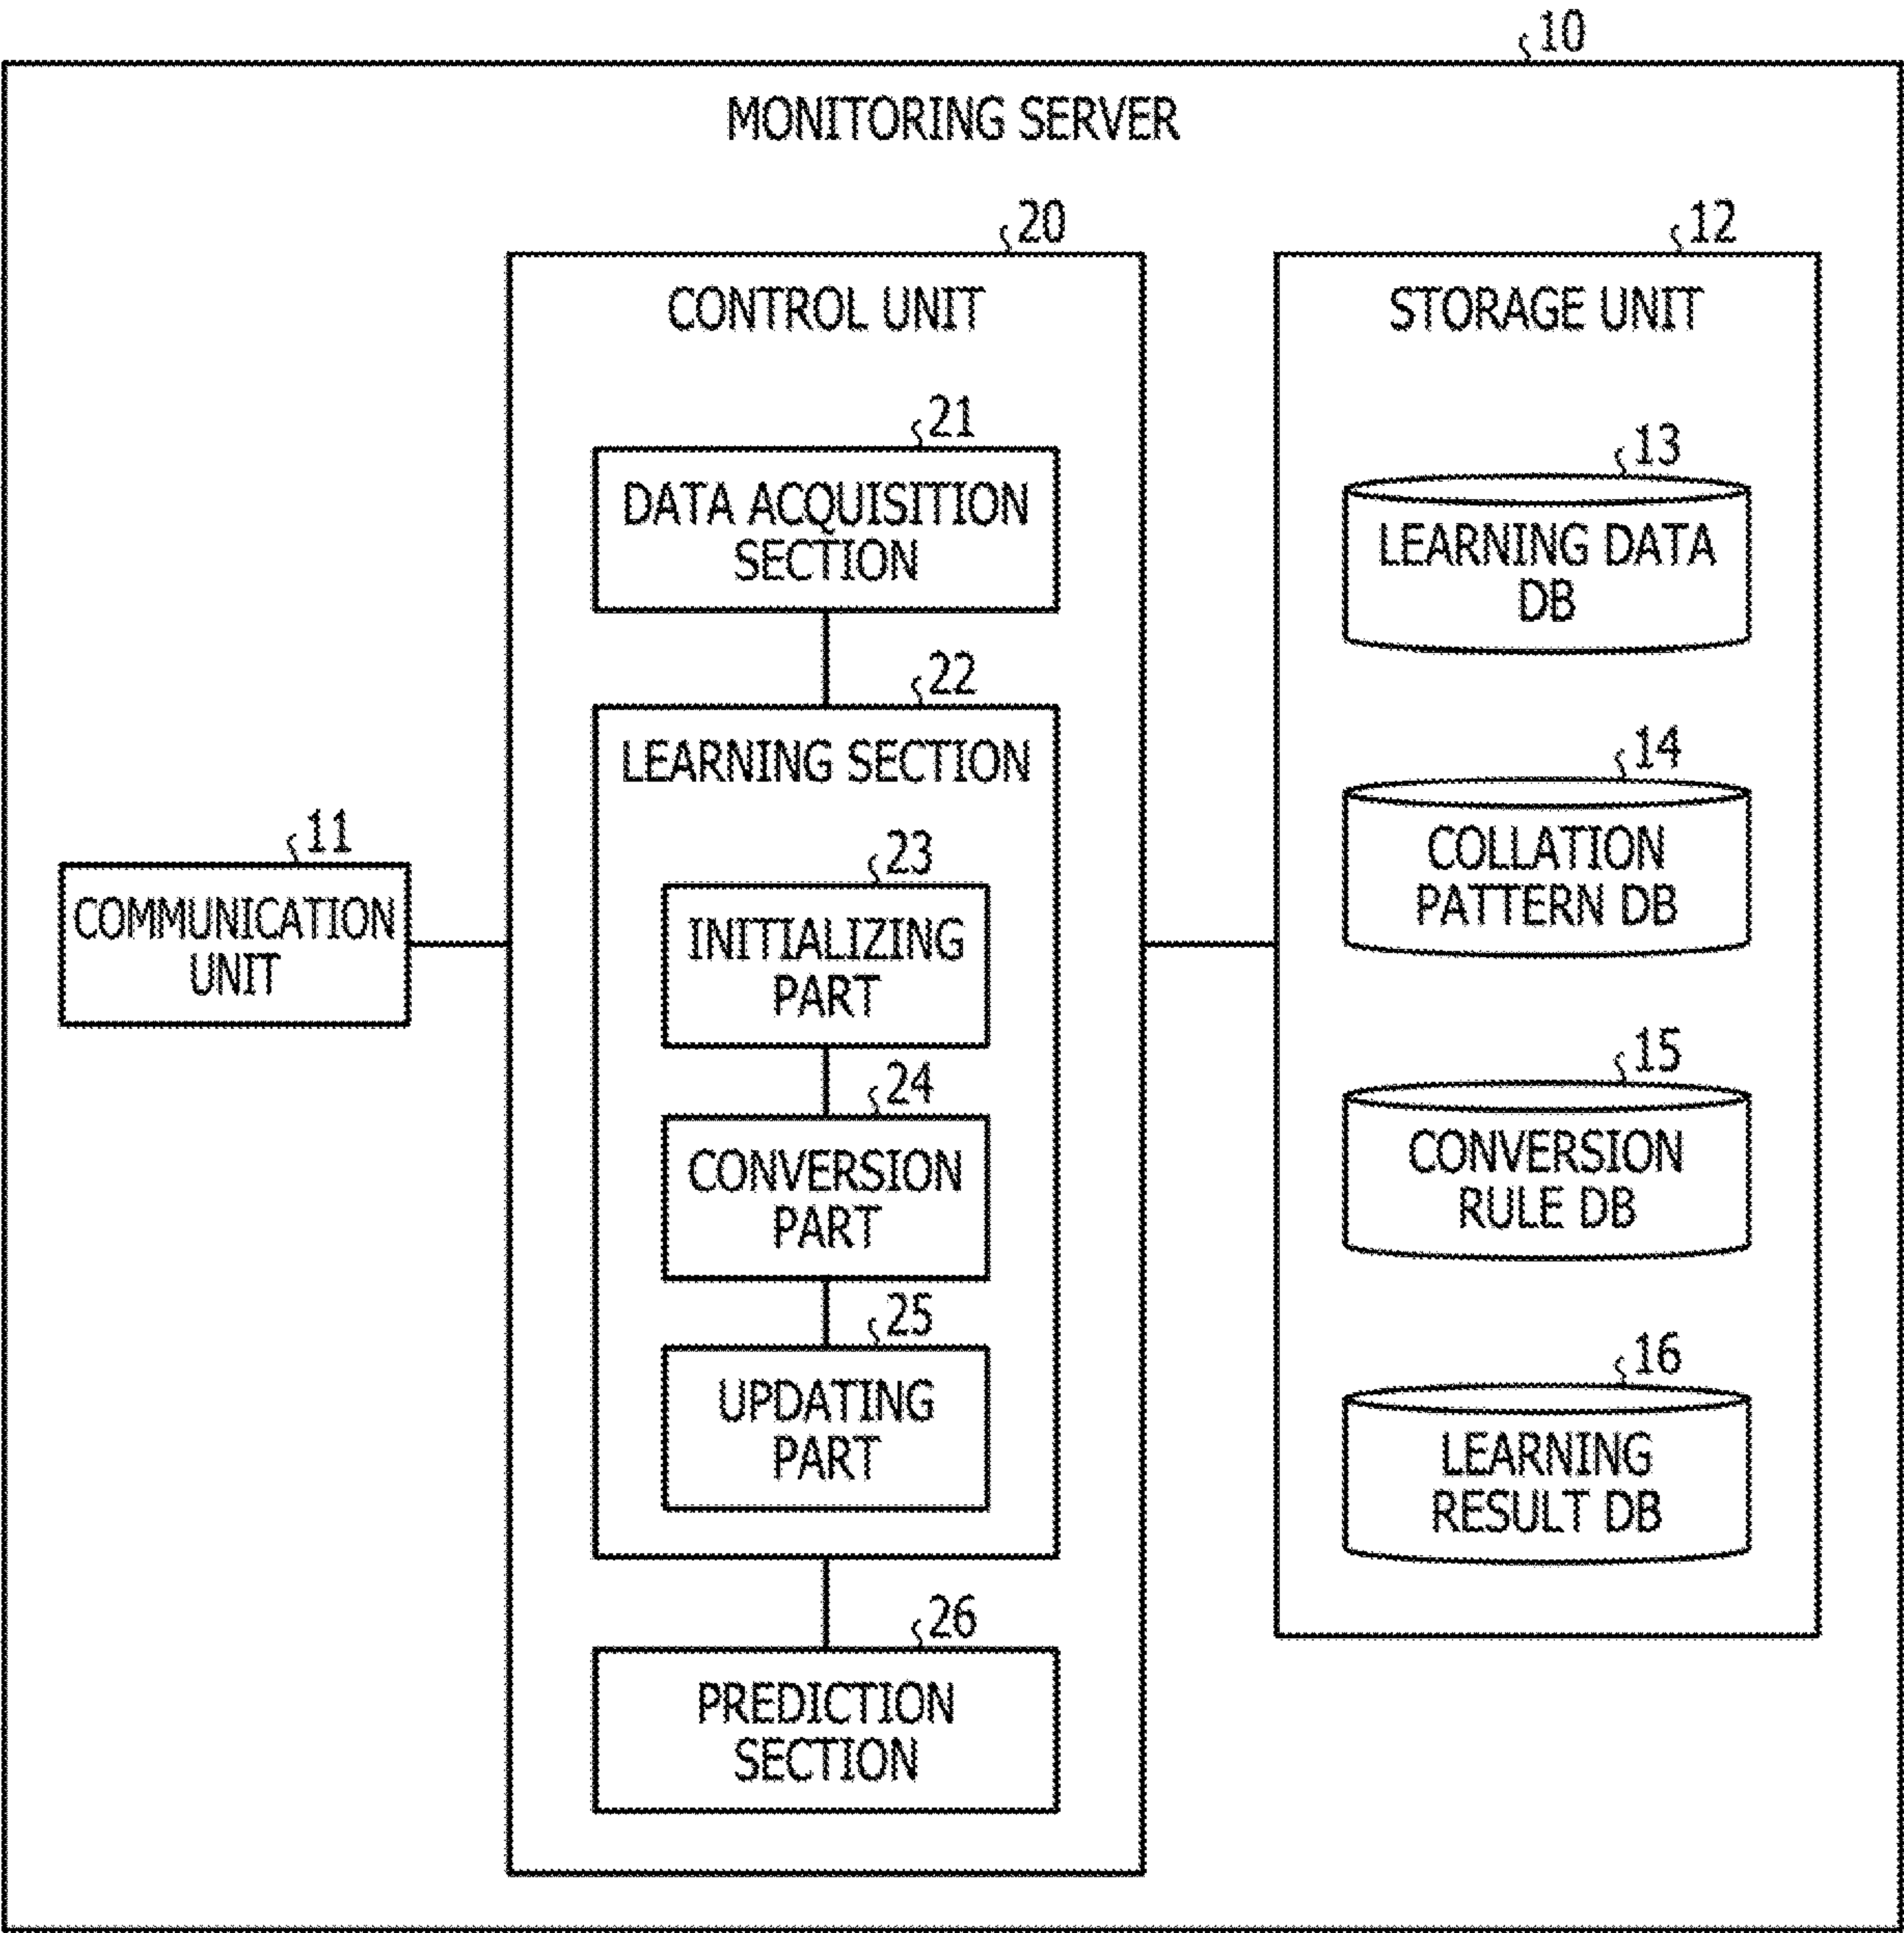 10
MONITORING SERVER
20
CONTROL UNIT
21
DATA ACQUISITION
SECTION
22
LEARNING SECTION
23
INITIALIZING
PART
24
CONVERSION
PART
25
UPDATING
PART
26
PREDICTION
SECTION
11
COMMUNICATION
UNIT
12
STORAGE UNIT
13
LEARNING DATA
DB
14
COLLATION
PATTERN DB
15
CONVERSION
RULE DB
16
LEARNING
RESULT DB